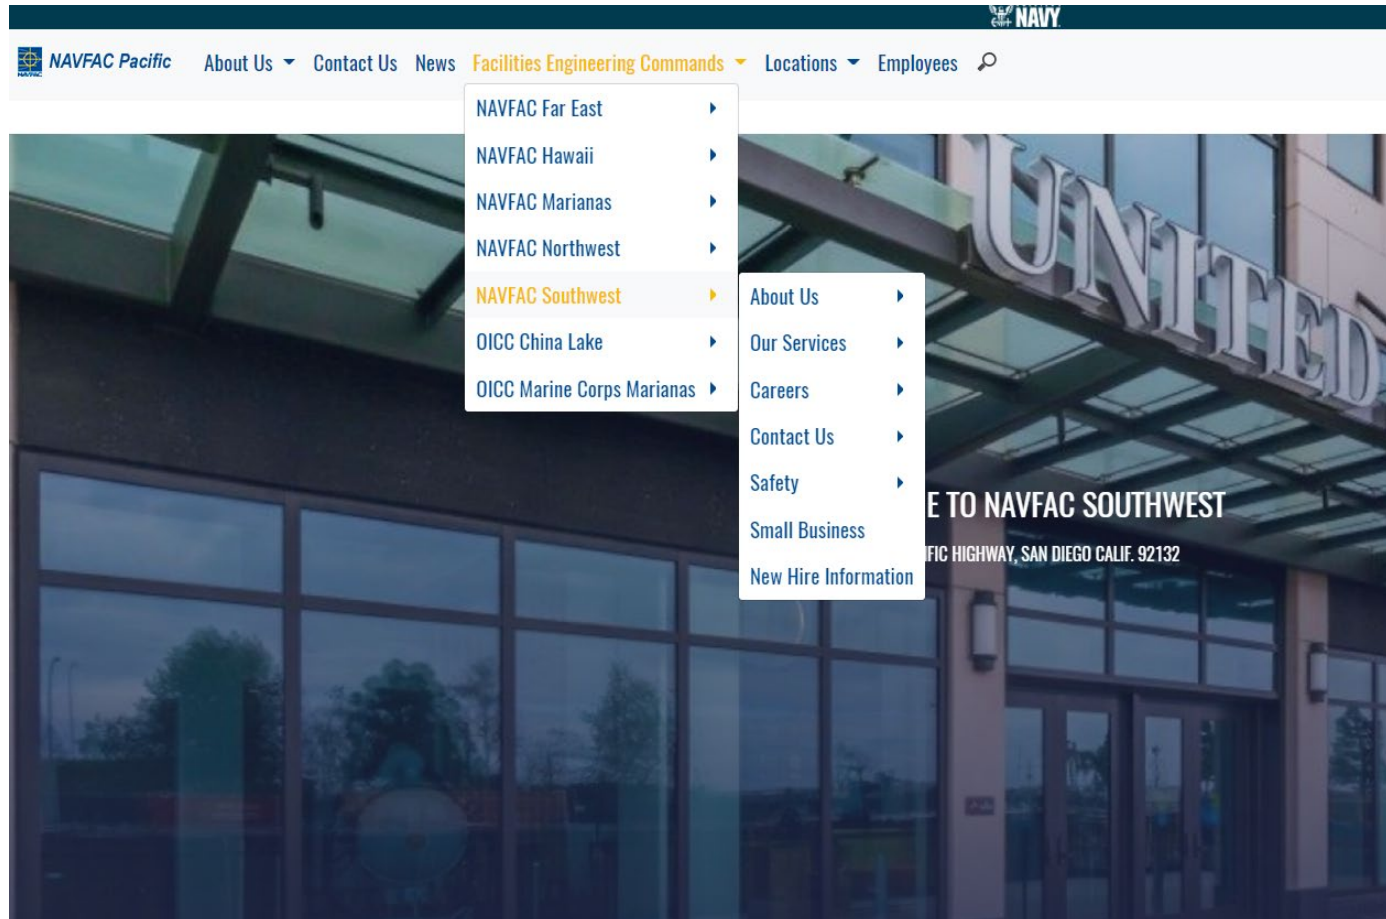 NAVY
NAVFAC
NAVFAC Pacific
About Us
Contact Us
News
Facilities Engineering Commands
Locations
Employees
NAVFAC Far East
NAVFAC Hawaii
NAVFAC Marianas
NAVFAC Northwest
NAVFAC Southwest
OICC China Lake
OICC Marine Corps Marianas
About Us
Our Services
Careers
Contact Us
Safety
Small Business
New Hire Information
UNITED
E TO NAVFAC SOUTHWEST
IFIC HIGHWAY, SAN DIEGO CALIF. 92132